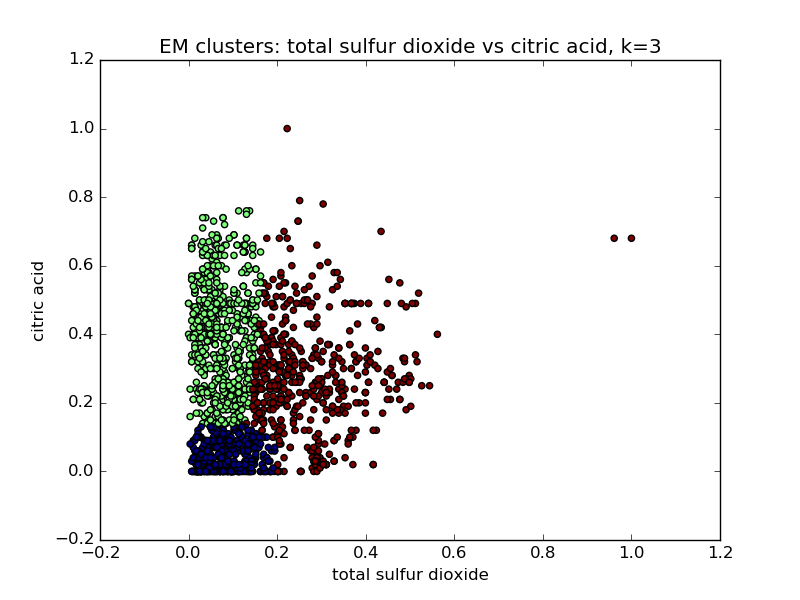 EM clusters: total sulfur dioxide vs citric acid, k=3
1.2
1.0
0.8
0.6
0.4
0.2
0.0
−0.2
citric acid
−0.2 0.0 0.2 0.4 0.6 0.8 1.0 1.2
total sulfur dioxide